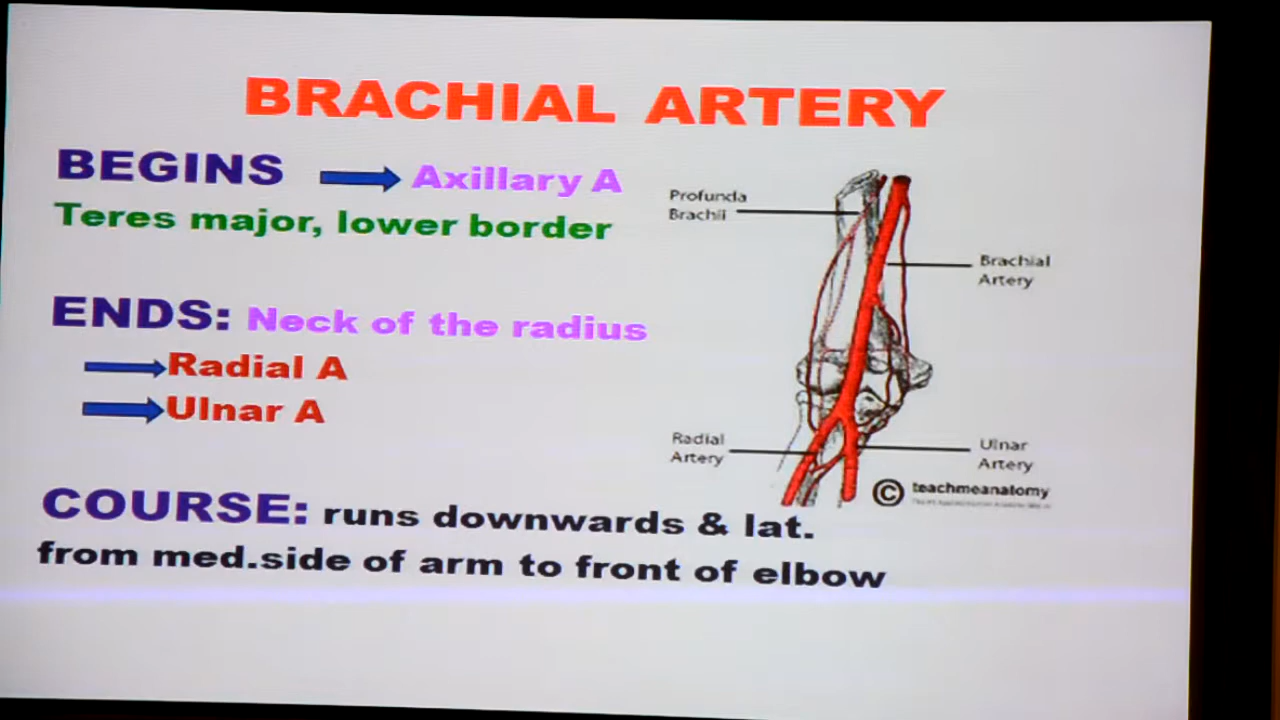 BRACHIAL ARTERY
BEGINS Axillary A
Teres major, lower border
ENDS: Neck of the radius
Radial A
Ulnar A
COURSE: runs downwards & lat.
from med.side of arm to front of elbow
Profunda
Brachii
Brachial
Artery
Radial
Artery
Ulnar
Artery
© teachmeanatomy